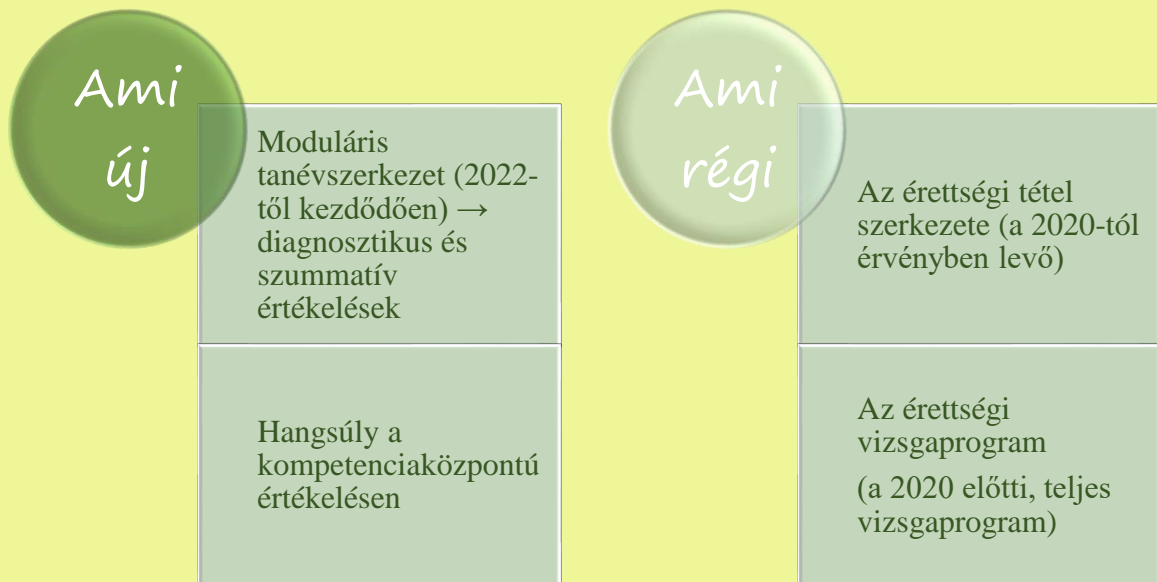 Ami
új
Moduláris
tanévszerkezet (2022-
től kezdődően) →
diagnosztikus és
szummatív
értékelések
Hangsúly a
kompetenciaközpontú
értékelésen
Ami
régi
Az érettségi tétel
szerkezete (a 2020-tól
érvényben levő)
Az érettségi
vizsgaprogram
(a 2020 előtti, teljes
vizsgaprogram)